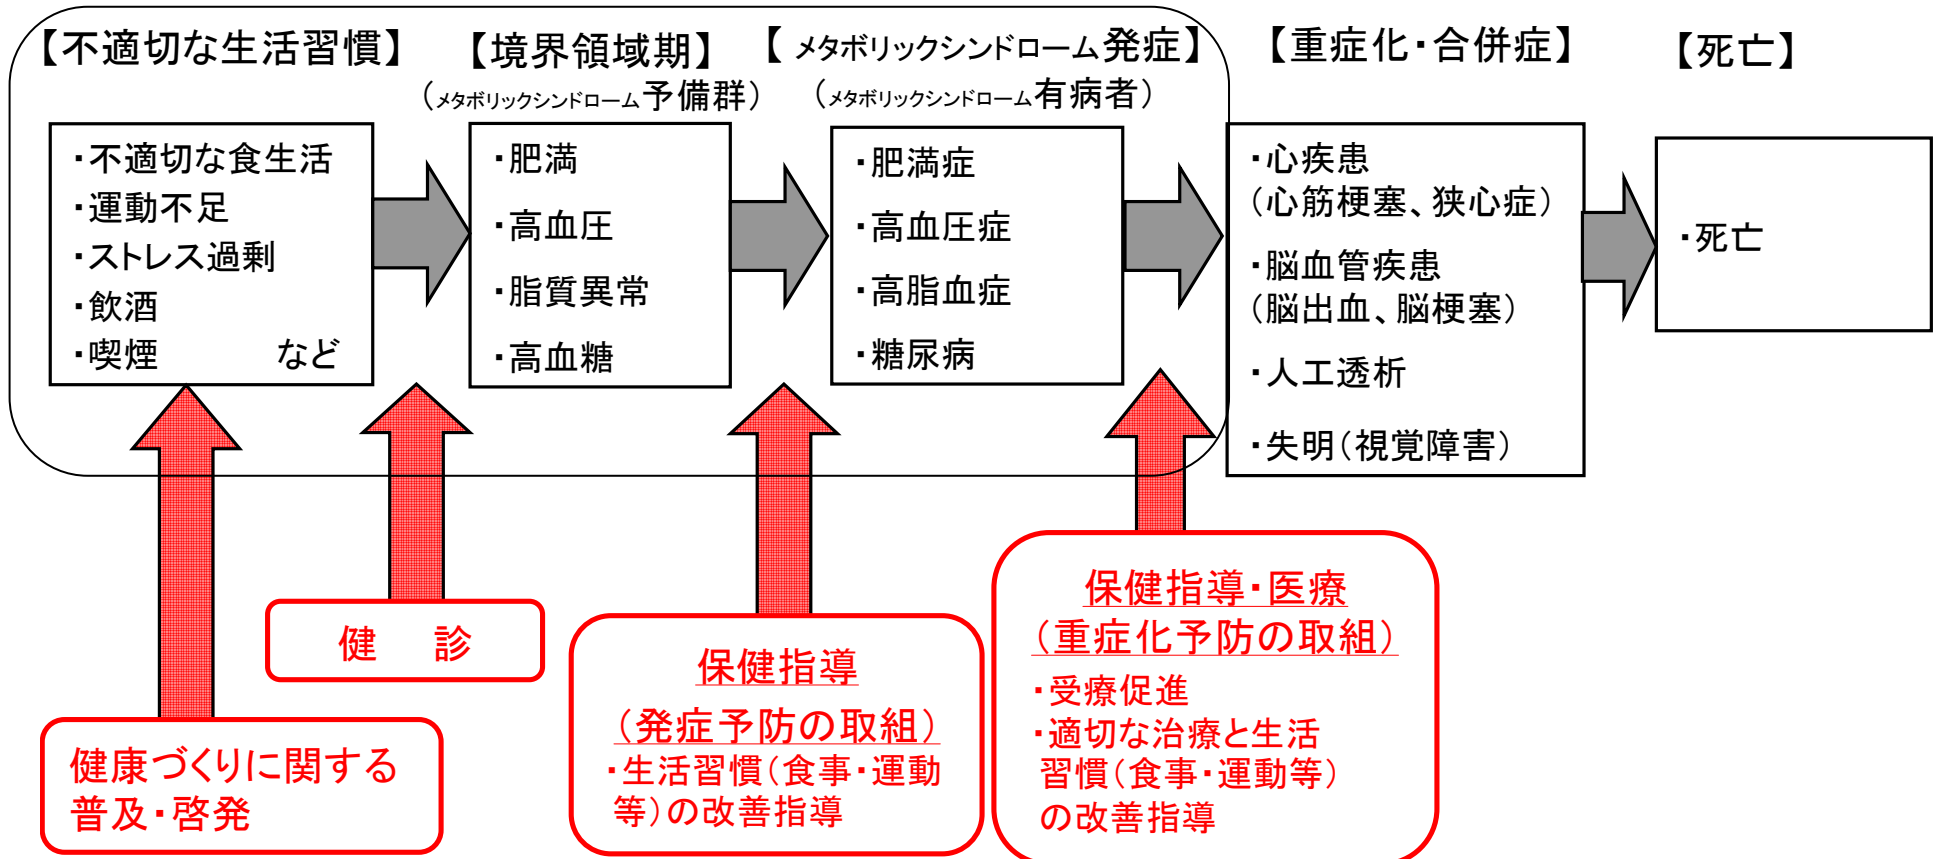 【不適切な生活習慣】
・不適切な食生活
・運動不足
・ストレス過剰
・飲酒
・喫煙 など
【境界領域期】
（メタボリックシンドローム予備群）
・肥満
・高血圧
・脂質異常
・高血糖
【メタボリックシンドローム発症】
（メタボリックシンドローム有病者）
・肥満症
・高血圧症
・高脂血症
・糖尿病
【重症化・合併症】
・心疾患
（心筋梗塞、狭心症）
・脳血管疾患
（脳出血、脳梗塞）
・人工透析
・失明（視覚障害）
【死亡】
・死亡
健康づくりに関する
普及・啓発
健 診
保健指導
（発症予防の取組）
・生活習慣（食事・運動
等）の改善指導
保健指導・医療
（重症化予防の取組）
・受療促進
・適切な治療と生活
習慣（食事・運動等）
の改善指導